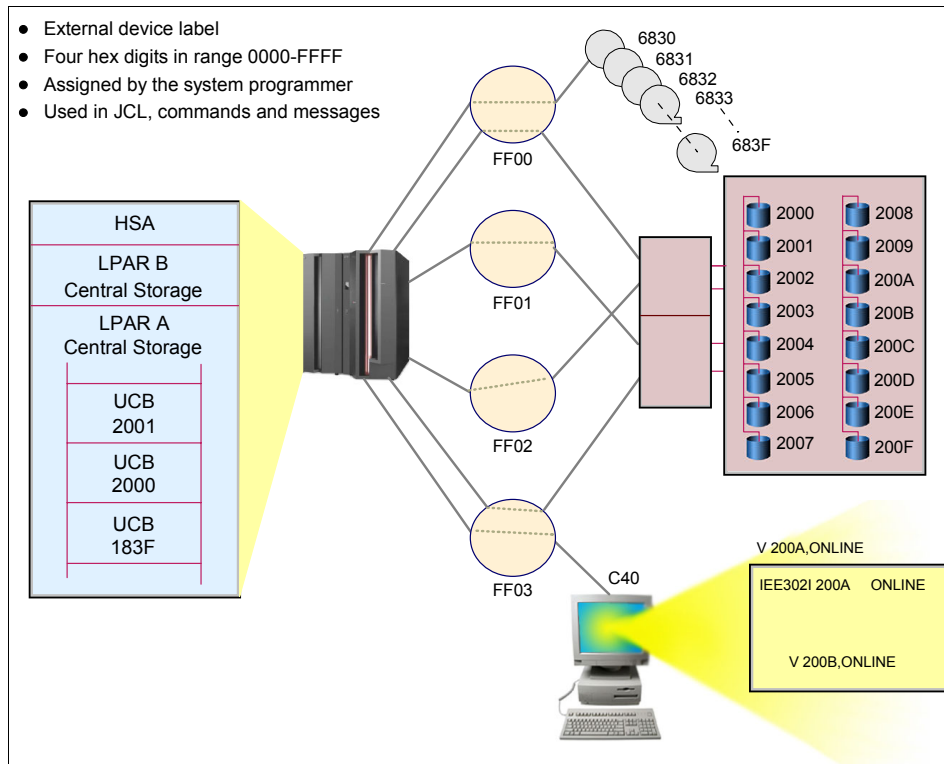 External device label
Four hex digits in range 0000-FFFF
Assigned by the system programmer
Used in JCL, commands and messages
6830
6831
6832
6833
683F
FF00
FF01
FF02
FF03
HSA
LPAR B
Central Storage
LPAR A
Central Storage
UCB
2001
UCB
2000
UCB
183F
2000
2001
2002
2003
2004
2005
2006
2007
2008
2009
200A
200B
200C
200D
200E
200F
C40
V 200A,ONLINE
IEE302I 200A ONLINE
V 200B,ONLINE